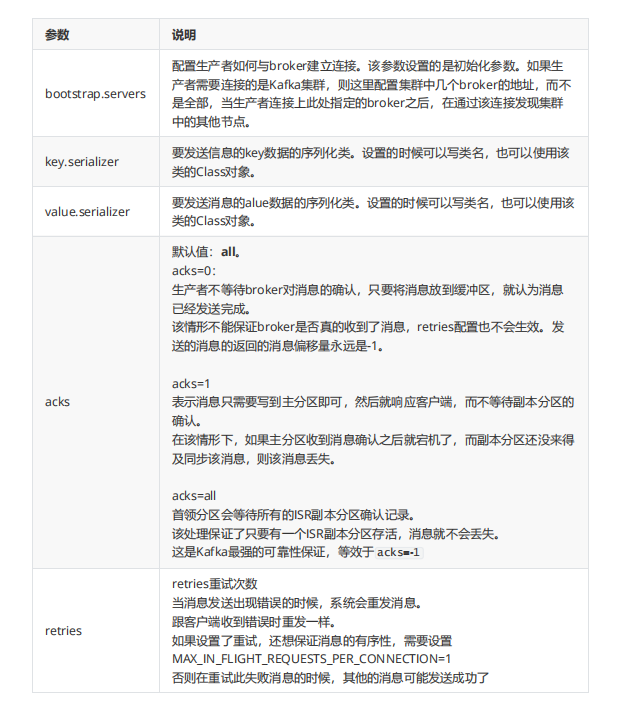 参数 说明
bootstrap.servers
配置生产者如何与broker建立连接。该参数设置的是初始化参数。如果生
产者需要连接的是Kafka集群，则这里配置集群中几个broker的地址，而不
是全部，当生产者连接上此处指定的broker之后，在通过该连接发现集群
中的其他节点。
key.serializer
要发送信息的key数据的序列化类。设置的时候可以写类名，也可以使用该
类的Class对象。
value.serializer
要发送消息的alue数据的序列化类。设置的时候可以写类名，也可以使用该
类的Class对象。
acks
默认值：all。
acks=0：
生产者不等待broker对消息的确认，只要将消息放到缓冲区，就认为消息
已经发送完成。
该情形不能保证broker是否真的收到了消息，retries配置也不会生效。发
送的消息的返回的消息偏移量永远是-1。
acks=1
表示消息只需要写到主分区即可，然后就响应客户端，而不等待副本分区的
确认。
在该情形下，如果主分区收到消息确认之后就宕机了，而副本分区还没来得
及同步该消息，则该消息丢失。
acks=all
首领分区会等待所有的ISR副本分区确认记录。
该处理保证了只要有一个ISR副本分区存活，消息就不会丢失。
这是Kafka最强的可靠性保证，等效于 acks=-1
retries
retries重试次数
当消息发送出现错误的时候，系统会重发消息。
跟客户端收到错误时重发一样。
如果设置了重试，还想保证消息的有序性，需要设置
MAX_IN_FLIGHT_REQUESTS_PER_CONNECTION=1
否则在重试此失败消息的时候，其他的消息可能发送成功了